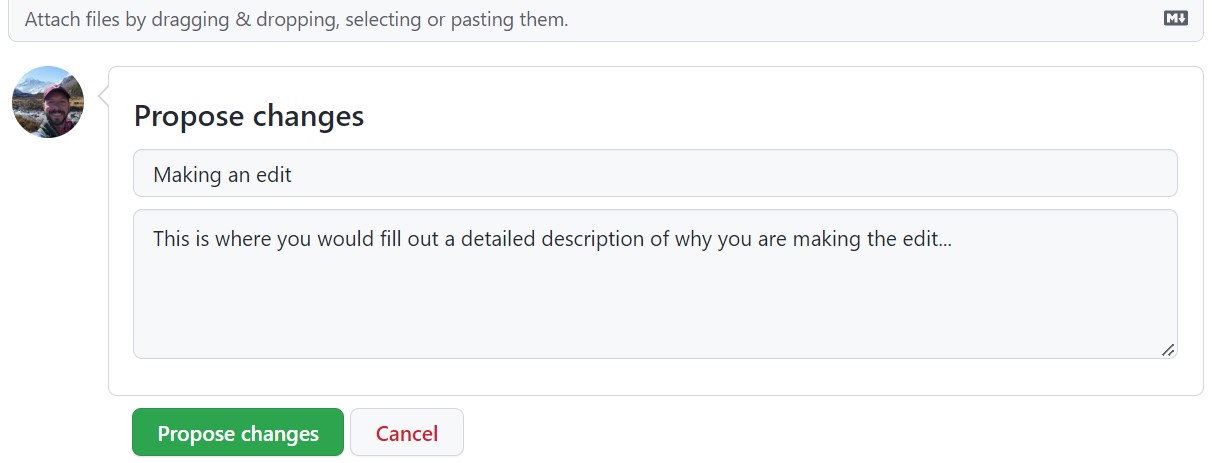 Attach files by dragging & dropping, selecting or pasting them.
M↓
Propose changes
Making an edit
This is where you would fill out a detailed description of why you are making the edit...
Propose changes
Cancel